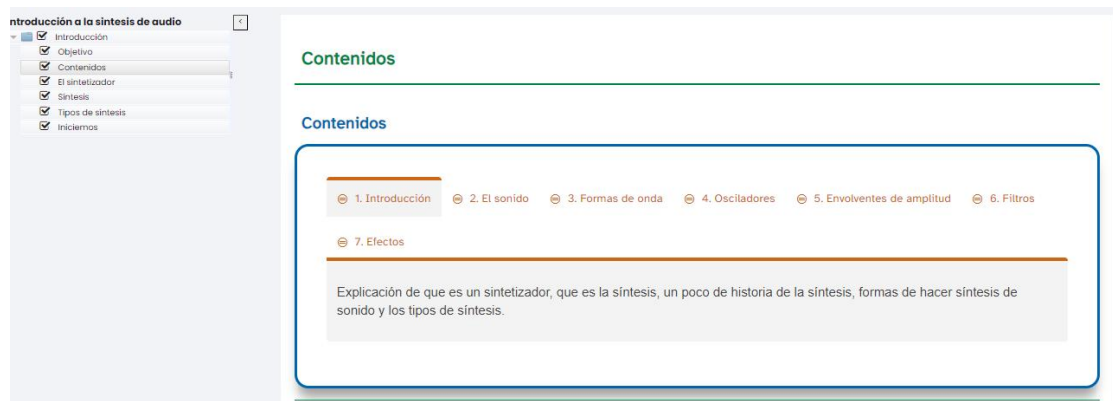 ntroducción a la sintesis de audio
Introducción
Objetivo
Contenidos
El sintetizador
Síntesis
Tipos de síntesis
Iniciemos
Contenidos
Contenidos
1. Introducción 2. El sonido 3. Formas de onda 4. Osciladores 5. Envolventes de amplitud 6. Filtros
7. Efectos
Explicación de que es un sintetizador, que es la síntesis, un poco de historia de la síntesis, formas de hacer síntesis de
sonido y los tipos de síntesis.